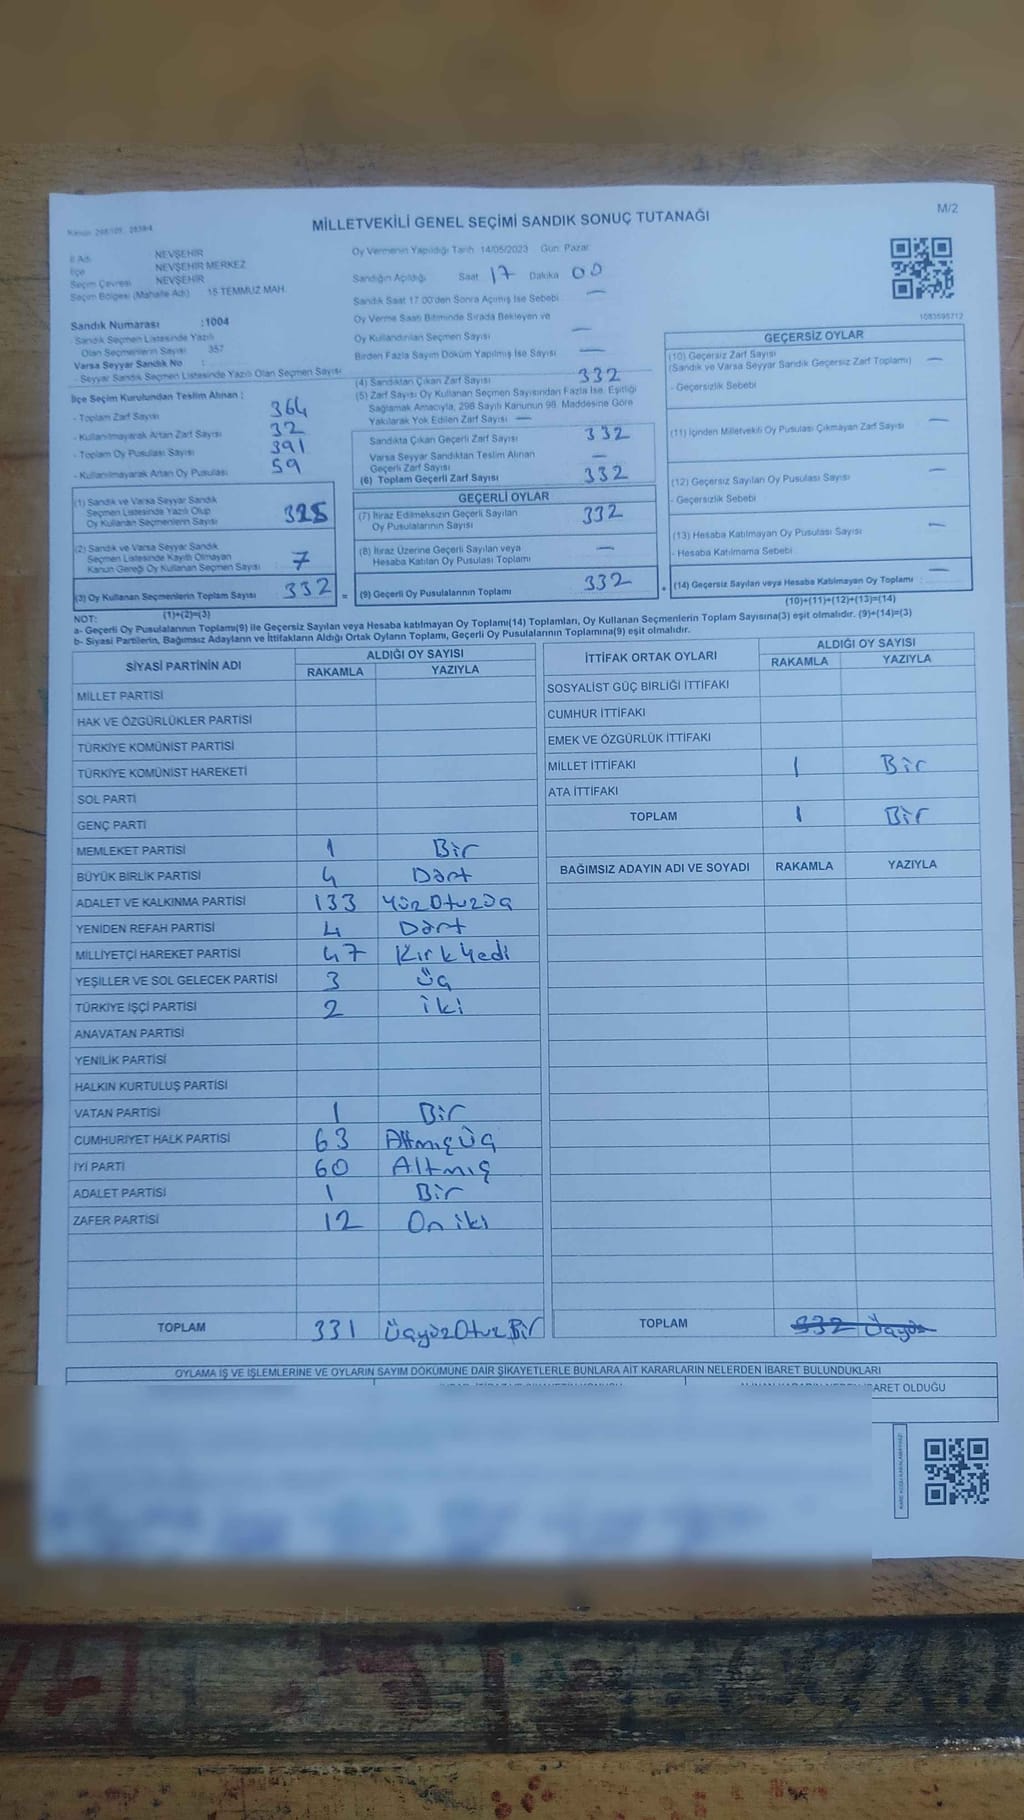 MİLLETVEKİLİ GENEL SEÇİMİ SANDIK SONUÇ TUTANAĞI
M/2
İl Adı NEVŞEHİR
İlçe NEVŞEHİR MERKEZ
Seçim Çevresi NEVŞEHİR
Seçim Bölgesi (Mahalle Adı) 15 TEMMUZ MAH.
Sandık Numarası :1004
Sandık Seçmen Listesinde Yazılı
Olan Seçmenlerin Sayısı 357
Varsa Seyyar Sandık No :
- Seyyar Sandık Seçmen Listesinde Yazılı Olan Seçmen Sayısı
İlçe Seçim Kurulundan Teslim Alınan :
- Toplam Zarf Sayısı 364
- Kullanılmayarak Artan Zarf Sayısı 32
- Toplam Oy Pusulası Sayısı 391
- Kullanılmayarak Artan Oy Pusulası 59
(1) Sandık ve Varsa Seyyar Sandık
Seçmen Listesinde Yazılı Olup
Oy Kullanan Seçmenlerin Sayısı 325
(2) Sandık ve Varsa Seyyar Sandık
Seçmen Listesinde Kayıtlı Olmayan
Kanun Gereği Oy Kullanan Seçmen Sayısı 7
(3) Oy Kullanan Seçmenlerin Toplam Sayısı 332 =
(1)+(2)=(3)
Oy Vermenin Yapıldığı Tarih 14/05/2023 Gün: Pazar
Sandığın Açıldığı Saat 17 Dakika 00
Sandık Saat 17.00'den Sonra Açılmış İse Sebebi —
Oy Verme Saati Bitiminde Sırada Bekleyen ve
Oy Kullandırılan Seçmen Sayısı —
Birden Fazla Sayım Döküm Yapılmış İse Sayısı —
(4) Sandıktan Çıkan Zarf Sayısı 332
(5) Zarf Sayısı Oy Kullanan Seçmen Sayısından Fazla İse, Eşitliği
Sağlamak Amacıyla, 298 Sayılı Kanunun 98. Maddesine Göre
Yakılarak Yok Edilen Zarf Sayısı —
Sandıkta Çıkan Geçerli Zarf Sayısı 332
Varsa Seyyar Sandıktan Teslim Alınan
Geçerli Zarf Sayısı —
(6) Toplam Geçerli Zarf Sayısı 332
GEÇERLİ OYLAR
(7) İtiraz Edilmeksizin Geçerli Sayılan
Oy Pusulalarının Sayısı 332
(8) İtiraz Üzerine Geçerli Sayılan veya
Hesaba Katılan Oy Pusulası Toplamı —
(9) Geçerli Oy Pusulalarının Toplamı 332 +
1083598712
GEÇERSİZ OYLAR
(10) Geçersiz Zarf Sayısı
(Sandık ve Varsa Seyyar Sandık Geçersiz Zarf Toplamı) —
- Geçersizlik Sebebi
(11) İçinden Milletvekili Oy Pusulası Çıkmayan Zarf Sayısı —
(12) Geçersiz Sayılan Oy Pusulası Sayısı —
- Geçersizlik Sebebi
(13) Hesaba Katılmayan Oy Pusulası Sayısı —
- Hesaba Katılmama Sebebi
(14) Geçersiz Sayılan veya Hesaba Katılmayan Oy Toplamı —
(10)+(11)+(12)+(13)=(14)
NOT:
a- Geçerli Oy Pusulalarının Toplamı(9) ile Geçersiz Sayılan veya Hesaba katılmayan Oy Toplamı(14) Toplamları, Oy Kullanan Seçmenlerin Toplam Sayısına(3) eşit olmalıdır. (9)+(14)=(3)
b- Siyasi Partilerin, Bağımsız Adayların ve İttifakların Aldığı Ortak Oyların Toplamı, Geçerli Oy Pusulalarının Toplamına(9) eşit olmalıdır.
SİYASİ PARTİNİN ADI ALDIĞI OY SAYISI
RAKAMLA YAZIYLA
MİLLET PARTİSİ
HAK VE ÖZGÜRLÜKLER PARTİSİ
TÜRKİYE KOMÜNİST PARTİSİ
TÜRKİYE KOMÜNİST HAREKETİ
SOL PARTİ
GENÇ PARTİ
MEMLEKET PARTİSİ 1 Bir
BÜYÜK BİRLİK PARTİSİ 4 Dört
ADALET VE KALKINMA PARTİSİ 133 YüzOtuzÜç
YENİDEN REFAH PARTİSİ 4 Dört
MİLLİYETÇİ HAREKET PARTİSİ 47 KırkYedi
YEŞİLLER VE SOL GELECEK PARTİSİ 3 Üç
TÜRKİYE İŞÇİ PARTİSİ 2 iki
ANAVATAN PARTİSİ
YENİLİK PARTİSİ
HALKIN KURTULUŞ PARTİSİ
VATAN PARTİSİ 1 Bir
CUMHURİYET HALK PARTİSİ 63 AltmışÜç
İYİ PARTİ 60 Altmış
ADALET PARTİSİ 1 Bir
ZAFER PARTİSİ 12 On iki
TOPLAM 331 ÜçyüzOtuzBir
İTTİFAK ORTAK OYLARI ALDIĞI OY SAYISI
RAKAMLA YAZIYLA
SOSYALİST GÜÇ BİRLİĞİ İTTİFAKI
CUMHUR İTTİFAKI
EMEK VE ÖZGÜRLÜK İTTİFAKI
MİLLET İTTİFAKI 1 Bir
ATA İTTİFAKI
TOPLAM 1 Bir
BAĞIMSIZ ADAYIN ADI VE SOYADI RAKAMLA YAZIYLA
TOPLAM 332 Üçyüz
OYLAMA İŞ VE İŞLEMLERİNE VE OYLARIN SAYIM DÖKÜMÜNE DAİR ŞİKAYETLERLE BUNLARA AİT KARARLARIN NELERDEN İBARET BULUNDUKLARI
İBARET OLDUĞU